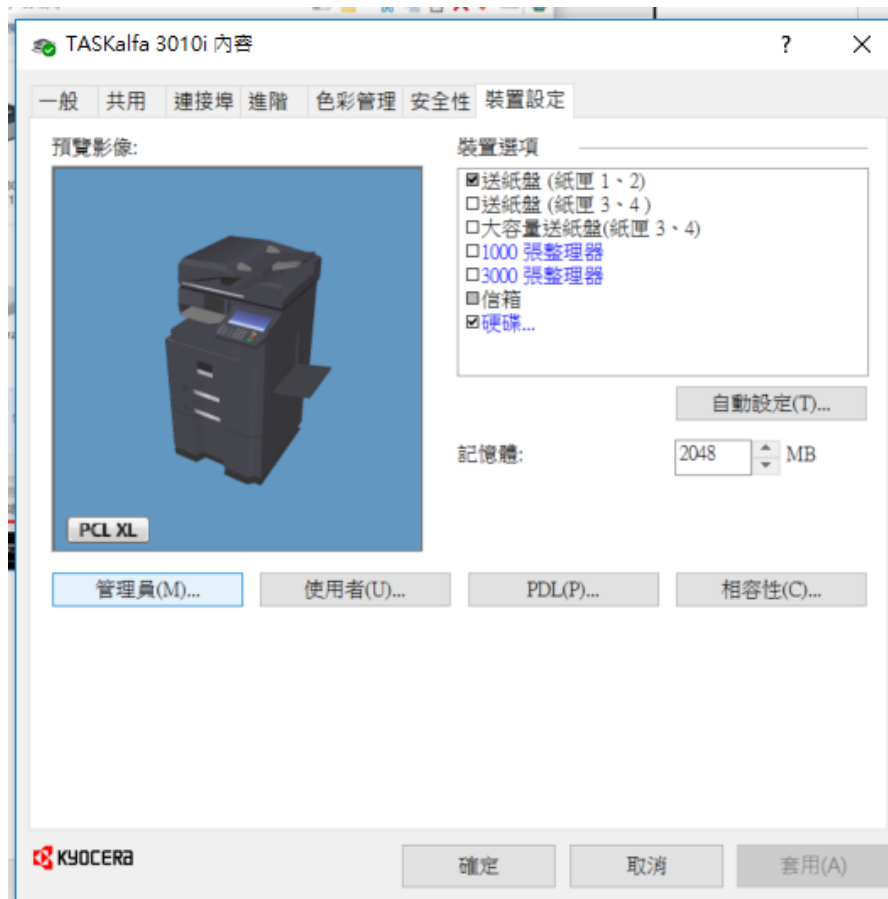 TASKalfa 3010i 內容
?
一般 共用 連接埠 進階 色彩管理 安全性 裝置設定
預覽影像:
裝置選項
送紙盤 (紙匣 1、2)
送紙盤 (紙匣 3、4)
大容量送紙盤(紙匣 3、4)
1000 張整理器
3000 張整理器
信箱
硬碟...
自動設定(T)...
記憶體:
2048 MB
PCL XL
管理員(M)... 使用者(U)... PDL(P)... 相容性(C)...
KYOCERA
確定 取消 套用(A)